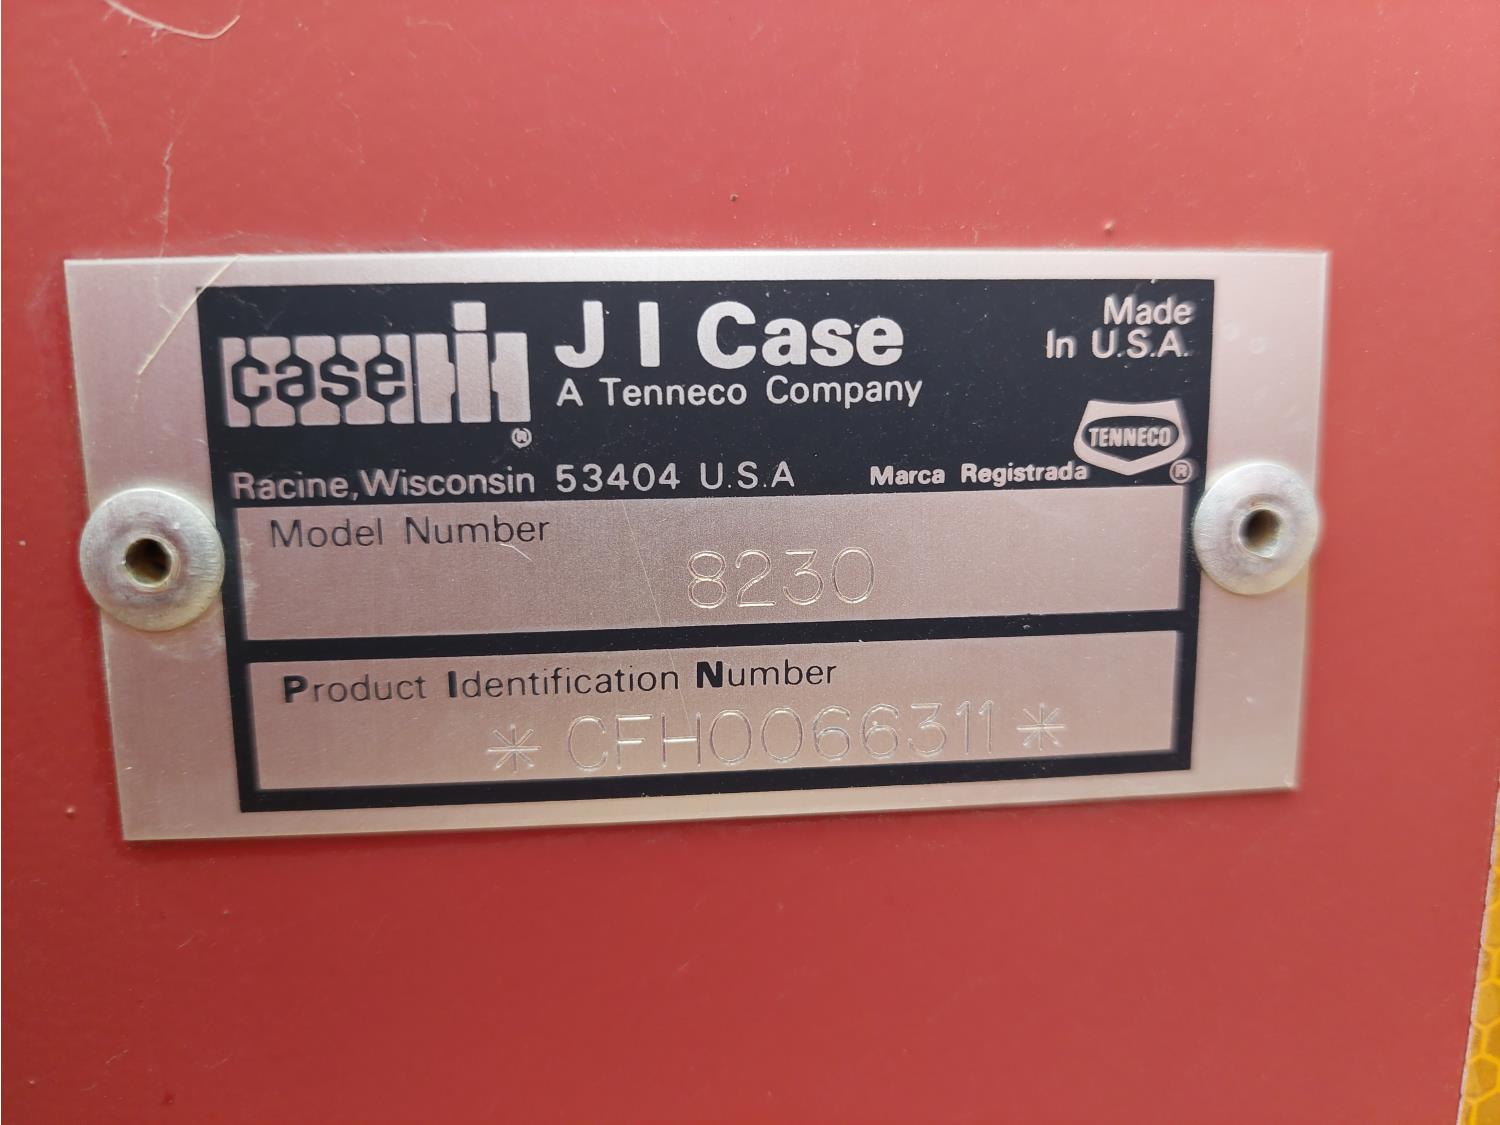 case IH ®
J I Case
A Tenneco Company
Made
In U.S.A.
TENNECO ®
Racine, Wisconsin 53404 U.S.A Marca Registrada
Model Number
8230
Product Identification Number
* CFH0066311 *